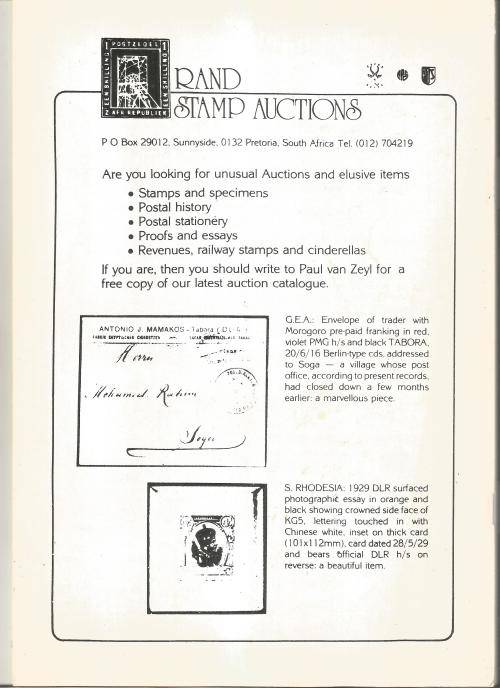 POSTZEGEL
EEN SHILLING
EEN SHILLING
Z. AFR. REPUBLIEK
RAND
STAMP AUCTIONS
P O Box 29012, Sunnyside, 0132 Pretoria, South Africa Tel. (012) 704219
Are you looking for unusual Auctions and elusive items
• Stamps and specimens
• Postal history
• Postal stationery
• Proofs and essays
• Revenues, railway stamps and cinderellas
If you are, then you should write to Paul van Zeyl for a
free copy of our latest auction catalogue.
ANTONIO J. MAMAKOS - Tabora (D.O.A.)
Herrn
Mohamed Rahim
Soga
G.E.A.: Envelope of trader with
Morogoro pre-paid franking in red,
violet PMG h/s and black TABORA,
20/6/16 Berlin-type cds, addressed
to Soga — a village whose post
office, according to present records,
had closed down a few months
earlier: a marvellous piece.
S. RHODESIA: 1929 DLR surfaced
photographic essay in orange and
black showing crowned side face of
KG5, lettering touched in with
Chinese white, inset on thick card
(101x112mm), card dated 28/5/29
and bears official DLR h/s on
reverse: a beautiful item.